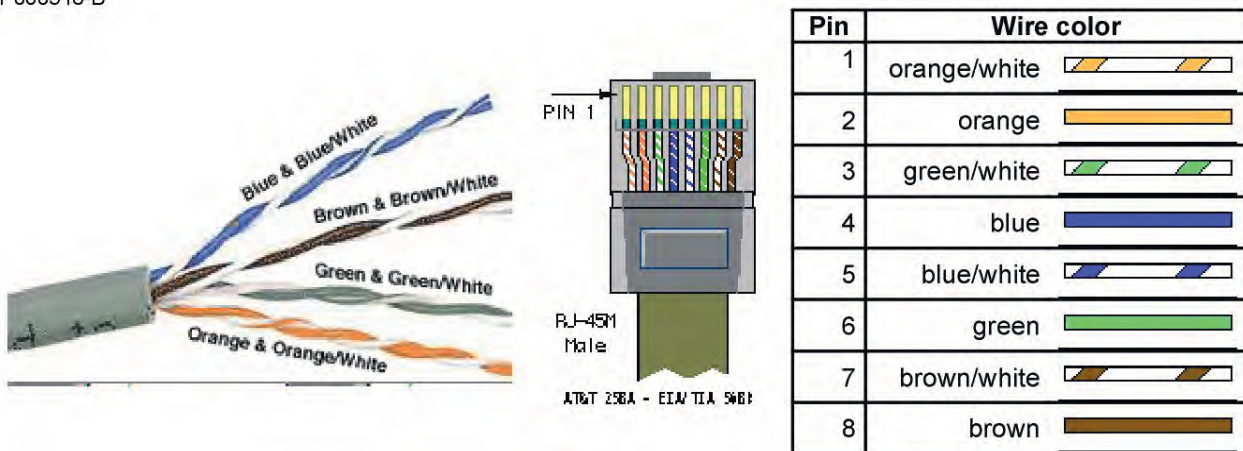 Blue & Blue/White
Brown & Brown/White
Green & Green/White
Orange & Orange/White
PIN 1
RJ-45M
Male
AT&T 258A - EIA/TIA
Pin Wire color
1 orange/white
2 orange
3 green/white
4 blue
5 blue/white
6 green
7 brown/white
8 brown